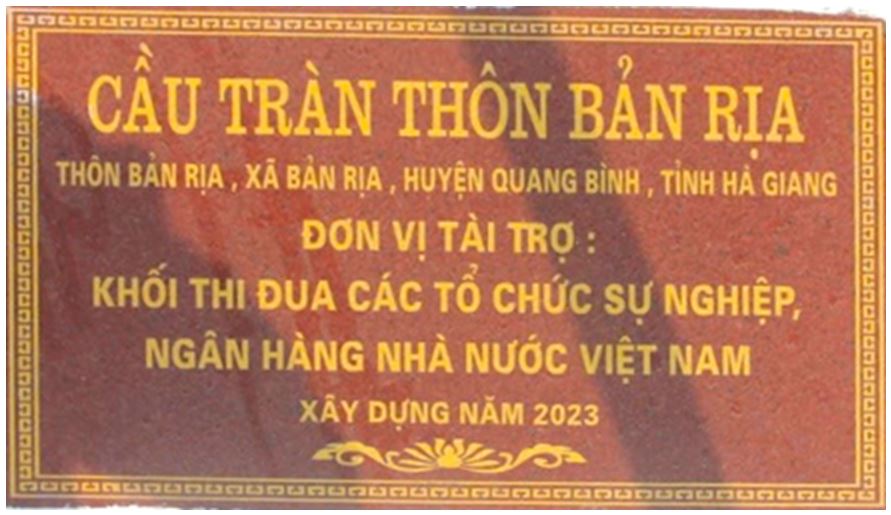 CẦU TRÀN THÔN BẢN RỊA
THÔN BẢN RỊA , XÃ BẢN RỊA , HUYỆN QUANG BÌNH , TỈNH HÀ GIANG
ĐƠN VỊ TÀI TRỢ :
KHỐI THI ĐUA CÁC TỔ CHỨC SỰ NGHIỆP,
NGÂN HÀNG NHÀ NƯỚC VIỆT NAM
XÂY DỰNG NĂM 2023